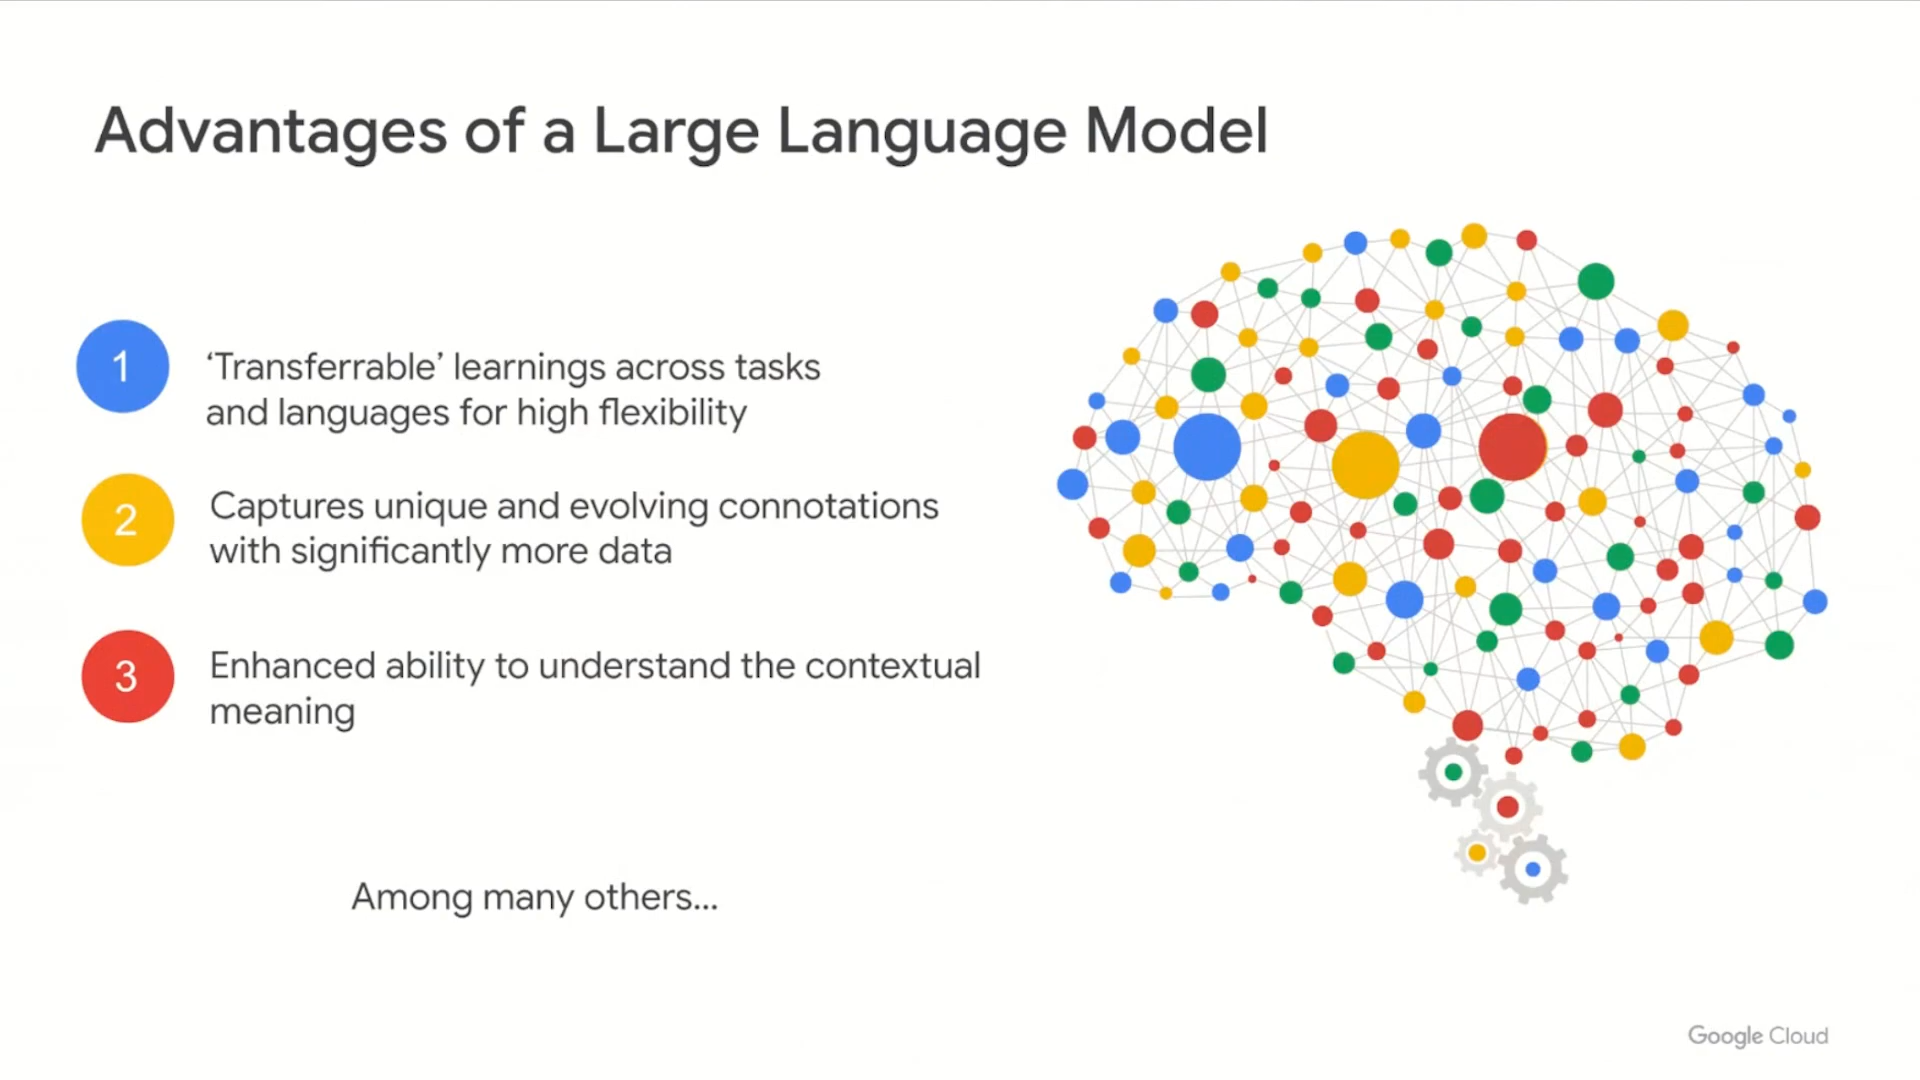 Advantages of a Large Language Model
1
‘Transferrable’ learnings across tasks
and languages for high flexibility
2
Captures unique and evolving connotations
with significantly more data
3
Enhanced ability to understand the contextual
meaning
Among many others...
Google Cloud